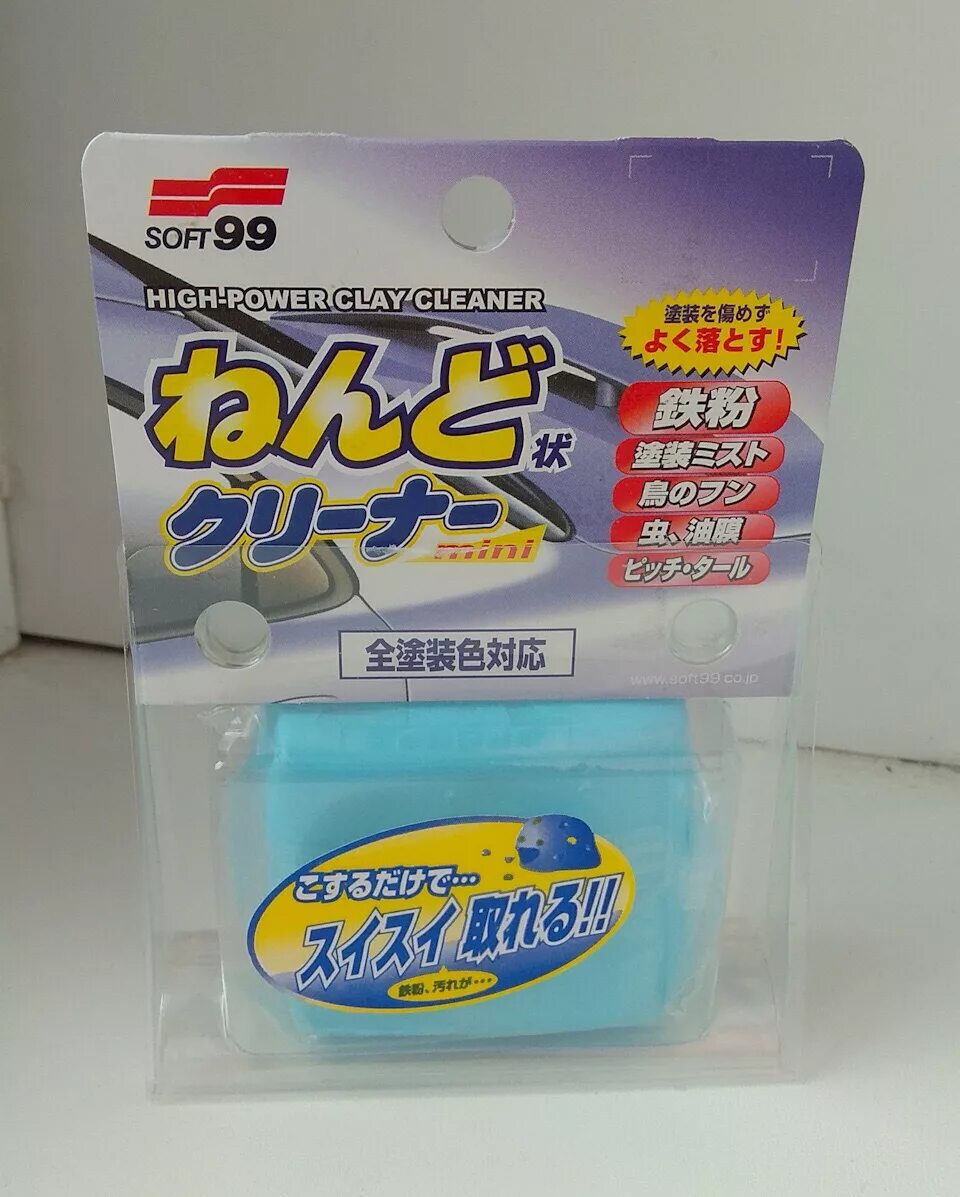 SOFT99
HIGH-POWER CLAY CLEANER
ねんど状
クリーナー
mini
塗装を傷めず
よく落とす!
鉄粉
塗装ミスト
鳥のフン
虫、油膜
ピッチ・タール
全塗装色対応
www.soft99.co.jp
こするだけで…
スイスイ取れる!!
鉄粉、汚れが…